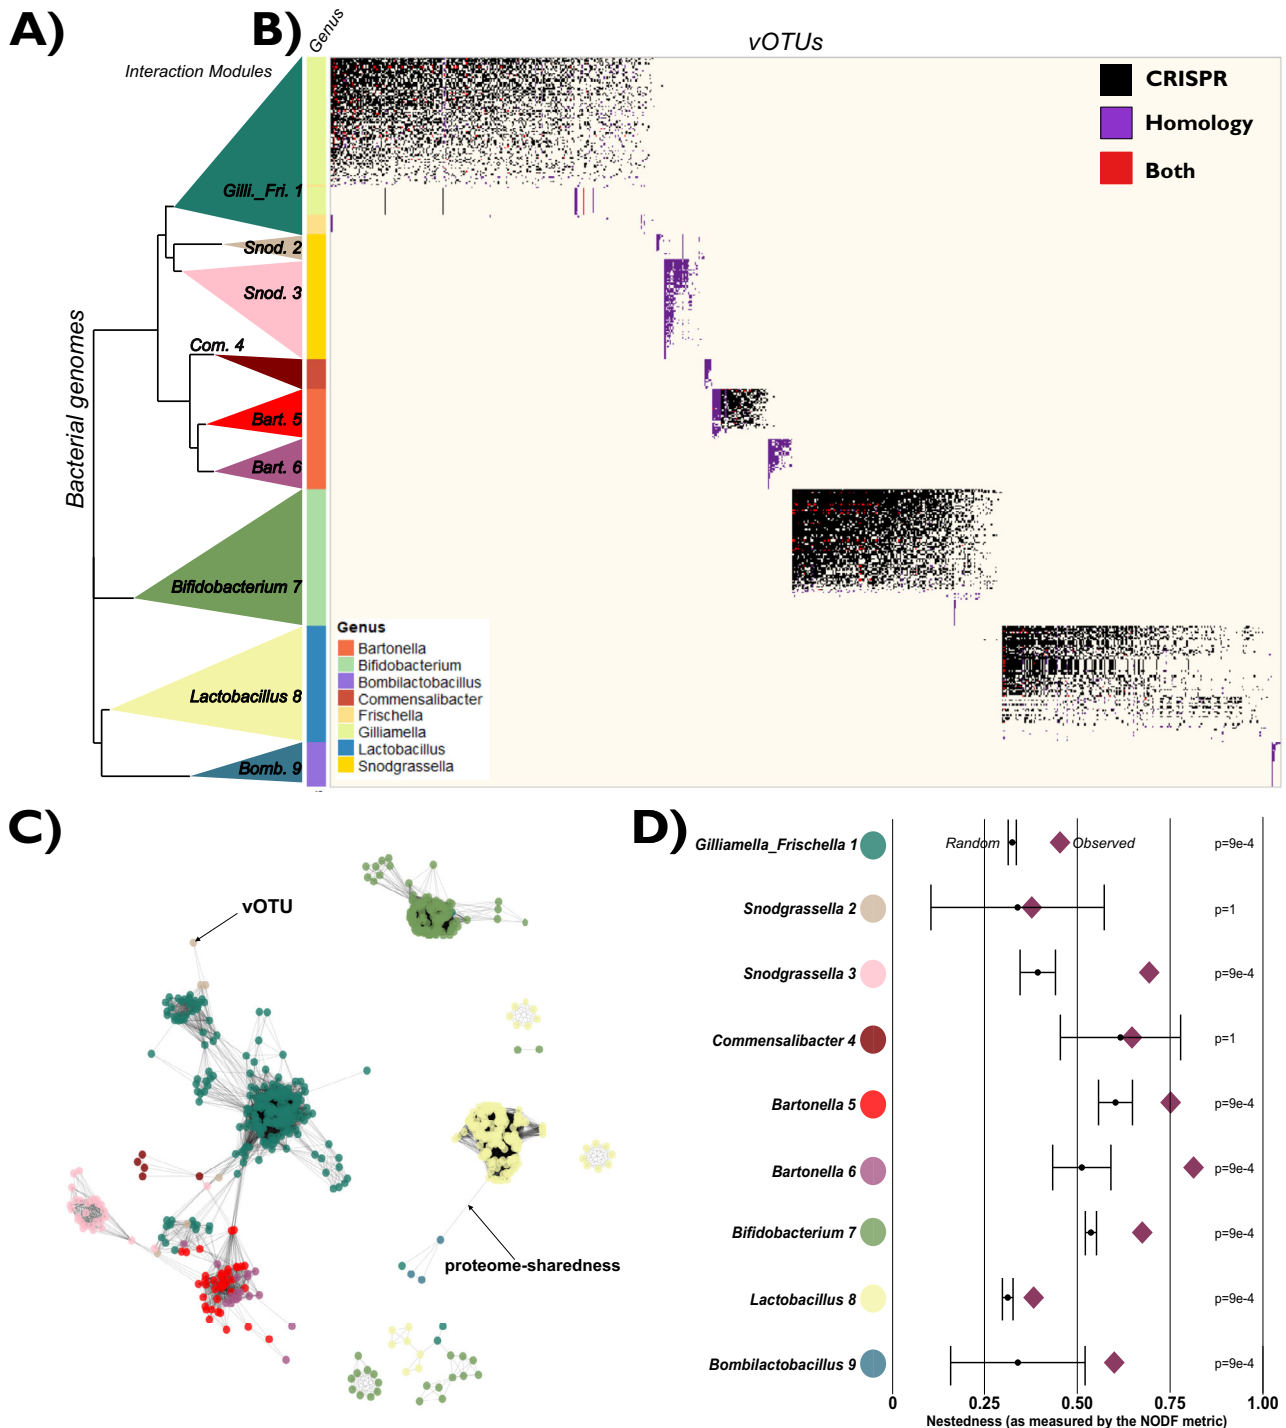 A)
B)
Genus
vOTUs
Interaction Modules
CRISPR
Homology
Both
Bacterial genomes
Gilli._Fri. 1
Snod. 2
Snod. 3
Com. 4
Bart. 5
Bart. 6
Bifidobacterium 7
Lactobacillus 8
Bomb. 9
Genus
Bartonella
Bifidobacterium
Bombilactobacillus
Commensalibacter
Frischella
Gilliamella
Lactobacillus
Snodgrassella
C)
vOTU
proteome-sharedness
D)
Gilliamella_Frischella 1
Random
Observed
p=9e-4
Snodgrassella 2
p=1
Snodgrassella 3
p=9e-4
Commensalibacter 4
p=1
Bartonella 5
p=9e-4
Bartonella 6
p=9e-4
Bifidobacterium 7
p=9e-4
Lactobacillus 8
p=9e-4
Bombilactobacillus 9
p=9e-4
0 0.25 0.50 0.75 1.00
Nestedness (as measured by the NODF metric)